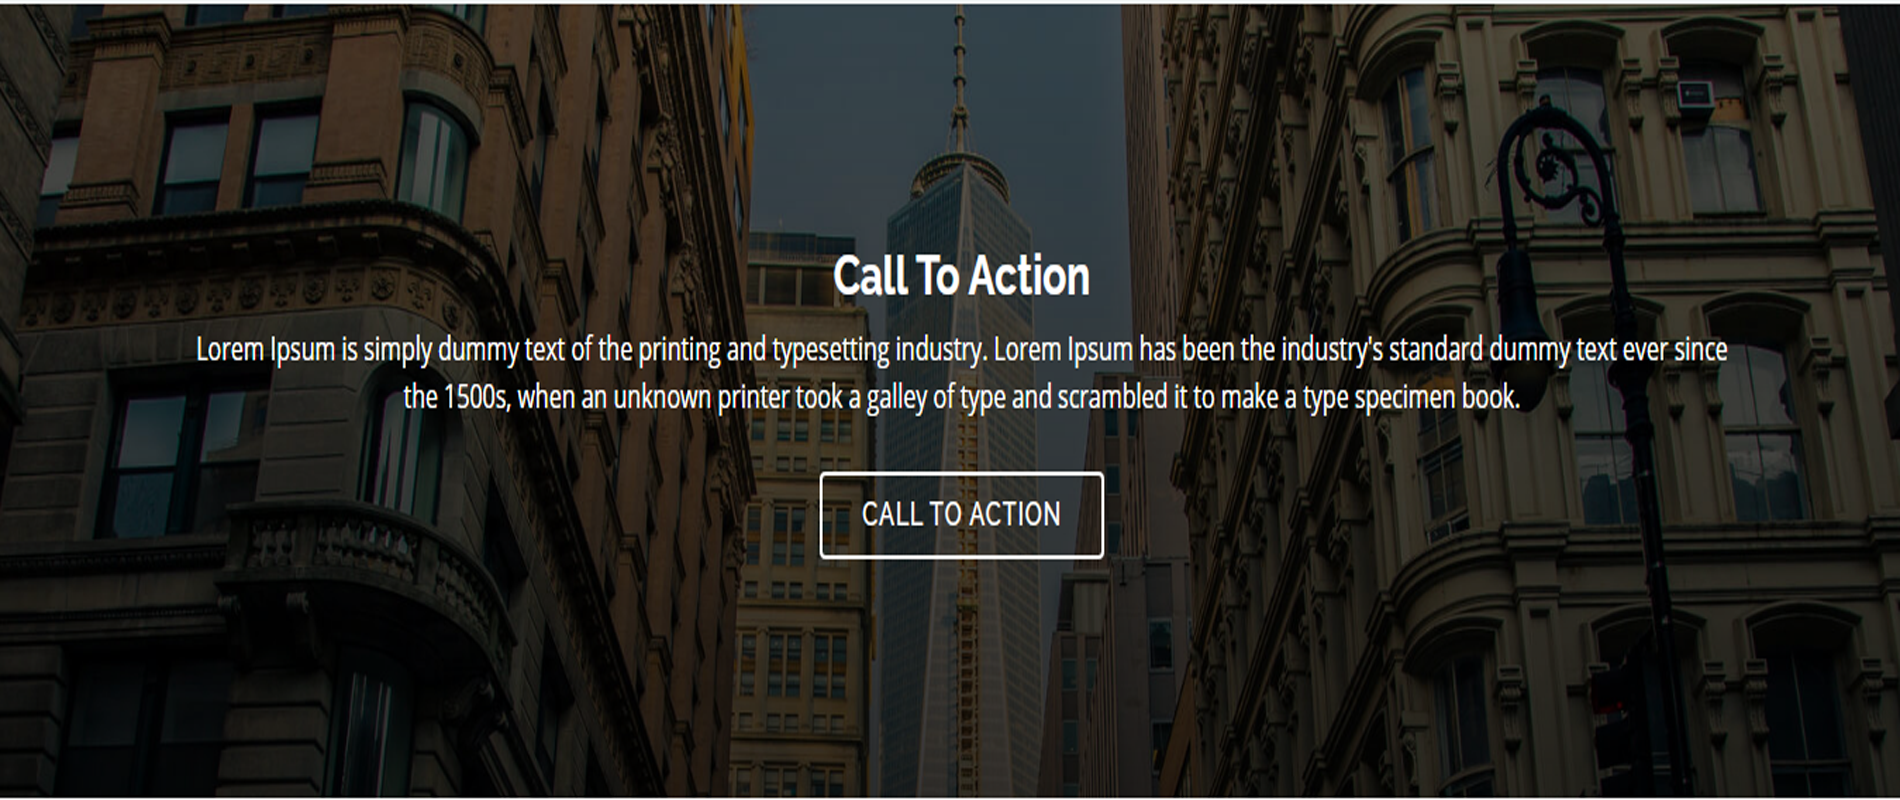 Call To Action
Lorem Ipsum is simply dummy text of the printing and typesetting industry. Lorem Ipsum has been the industry's standard dummy text ever since
the 1500s, when an unknown printer took a galley of type and scrambled it to make a type specimen book.
CALL TO ACTION